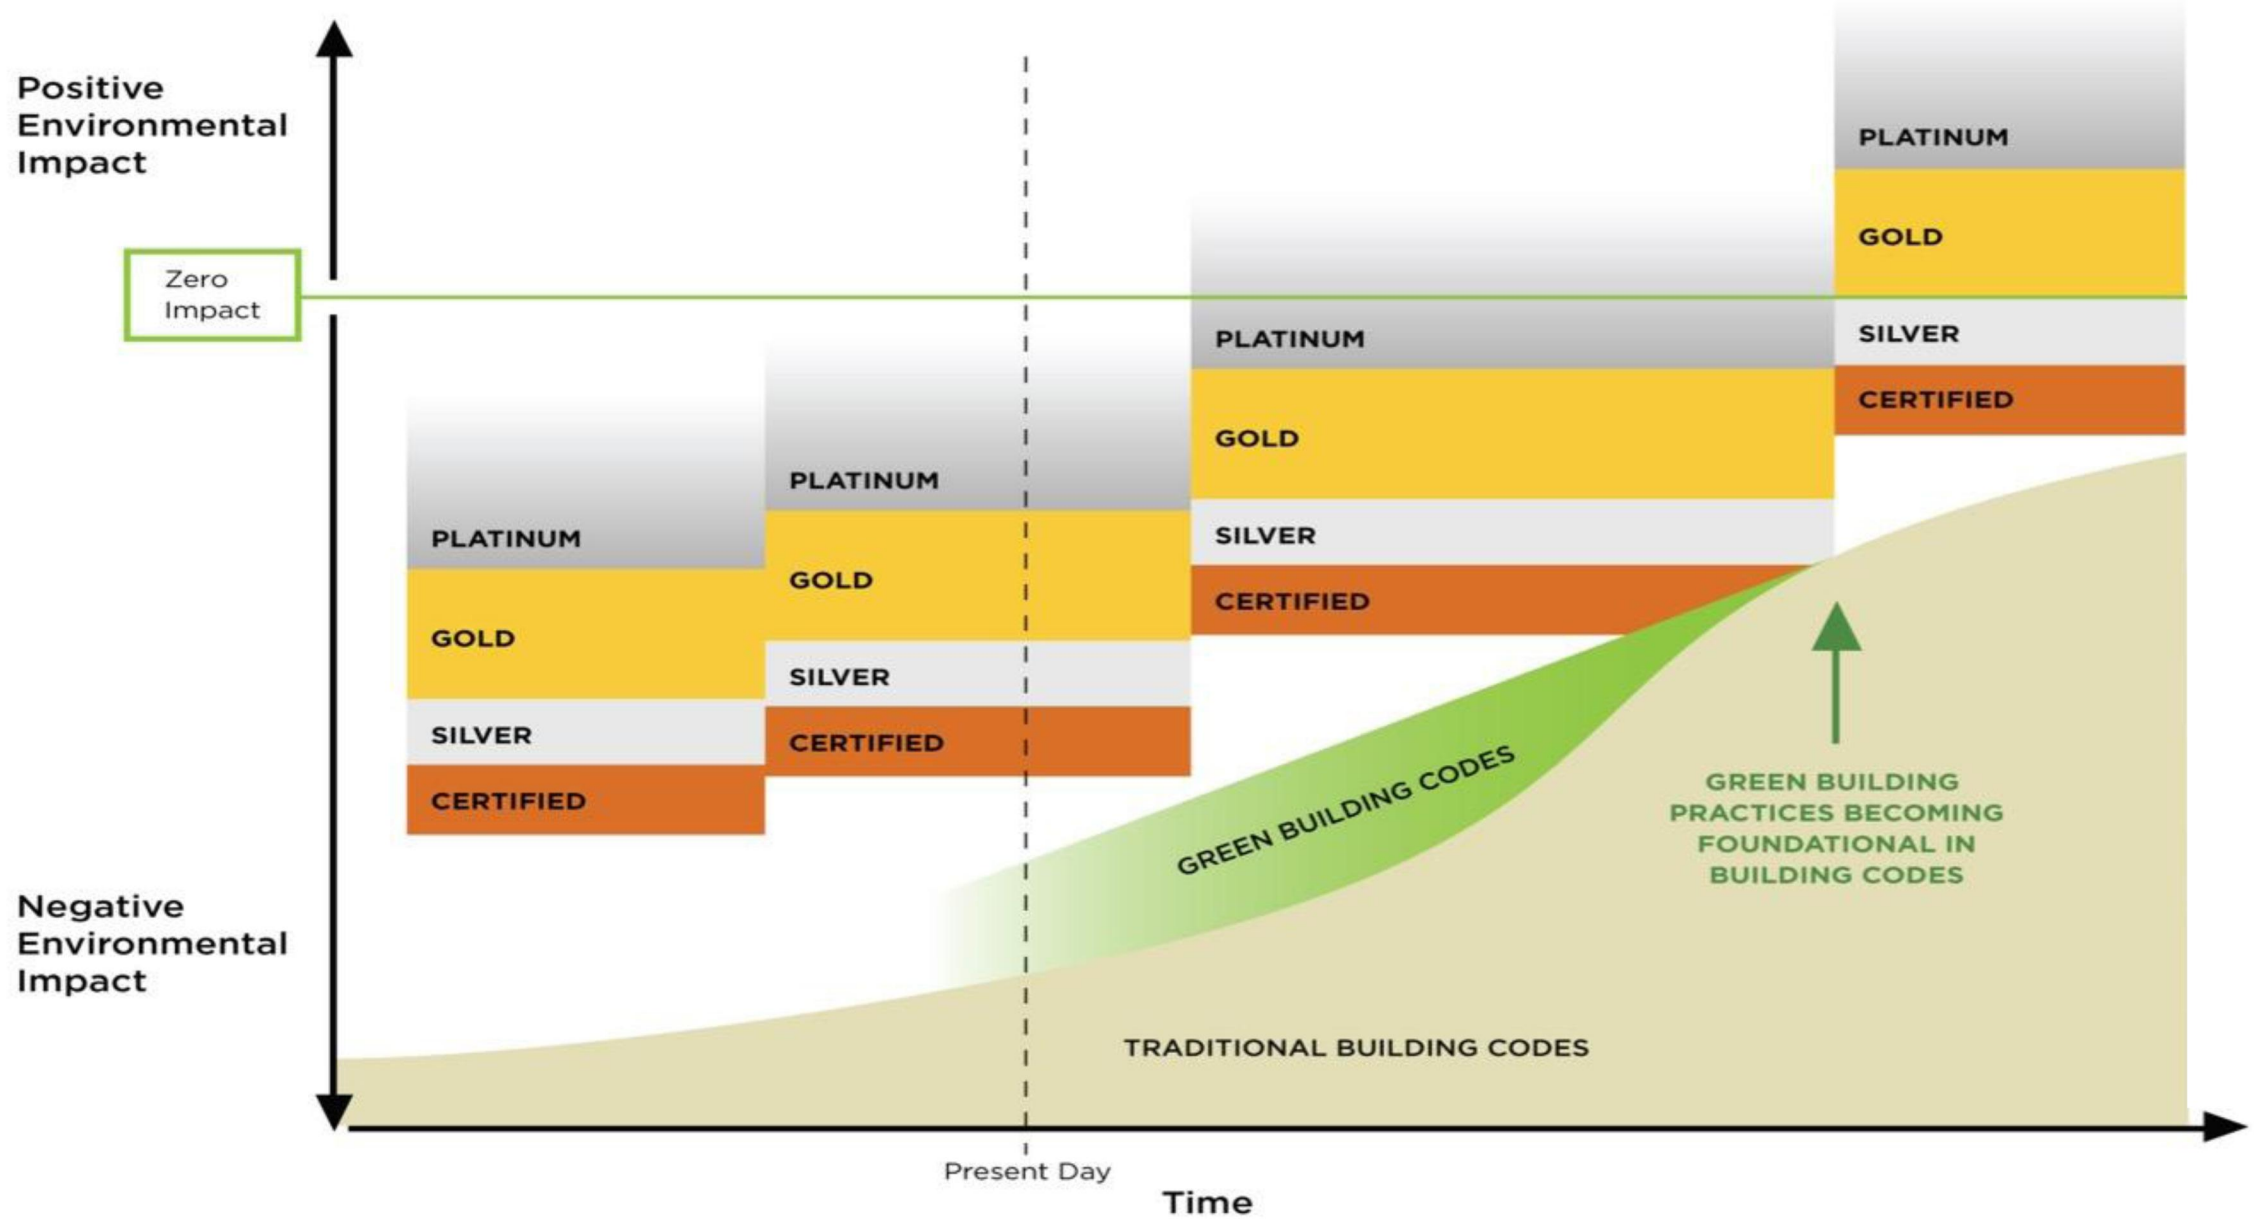 Positive
Environmental
Impact
Zero
Impact
Negative
Environmental
Impact
PLATINUM
GOLD
SILVER
CERTIFIED
PLATINUM
GOLD
SILVER
CERTIFIED
PLATINUM
GOLD
SILVER
CERTIFIED
PLATINUM
GOLD
SILVER
CERTIFIED
GREEN BUILDING CODES
GREEN BUILDING
PRACTICES BECOMING
FOUNDATIONAL IN
BUILDING CODES
TRADITIONAL BUILDING CODES
Present Day
Time